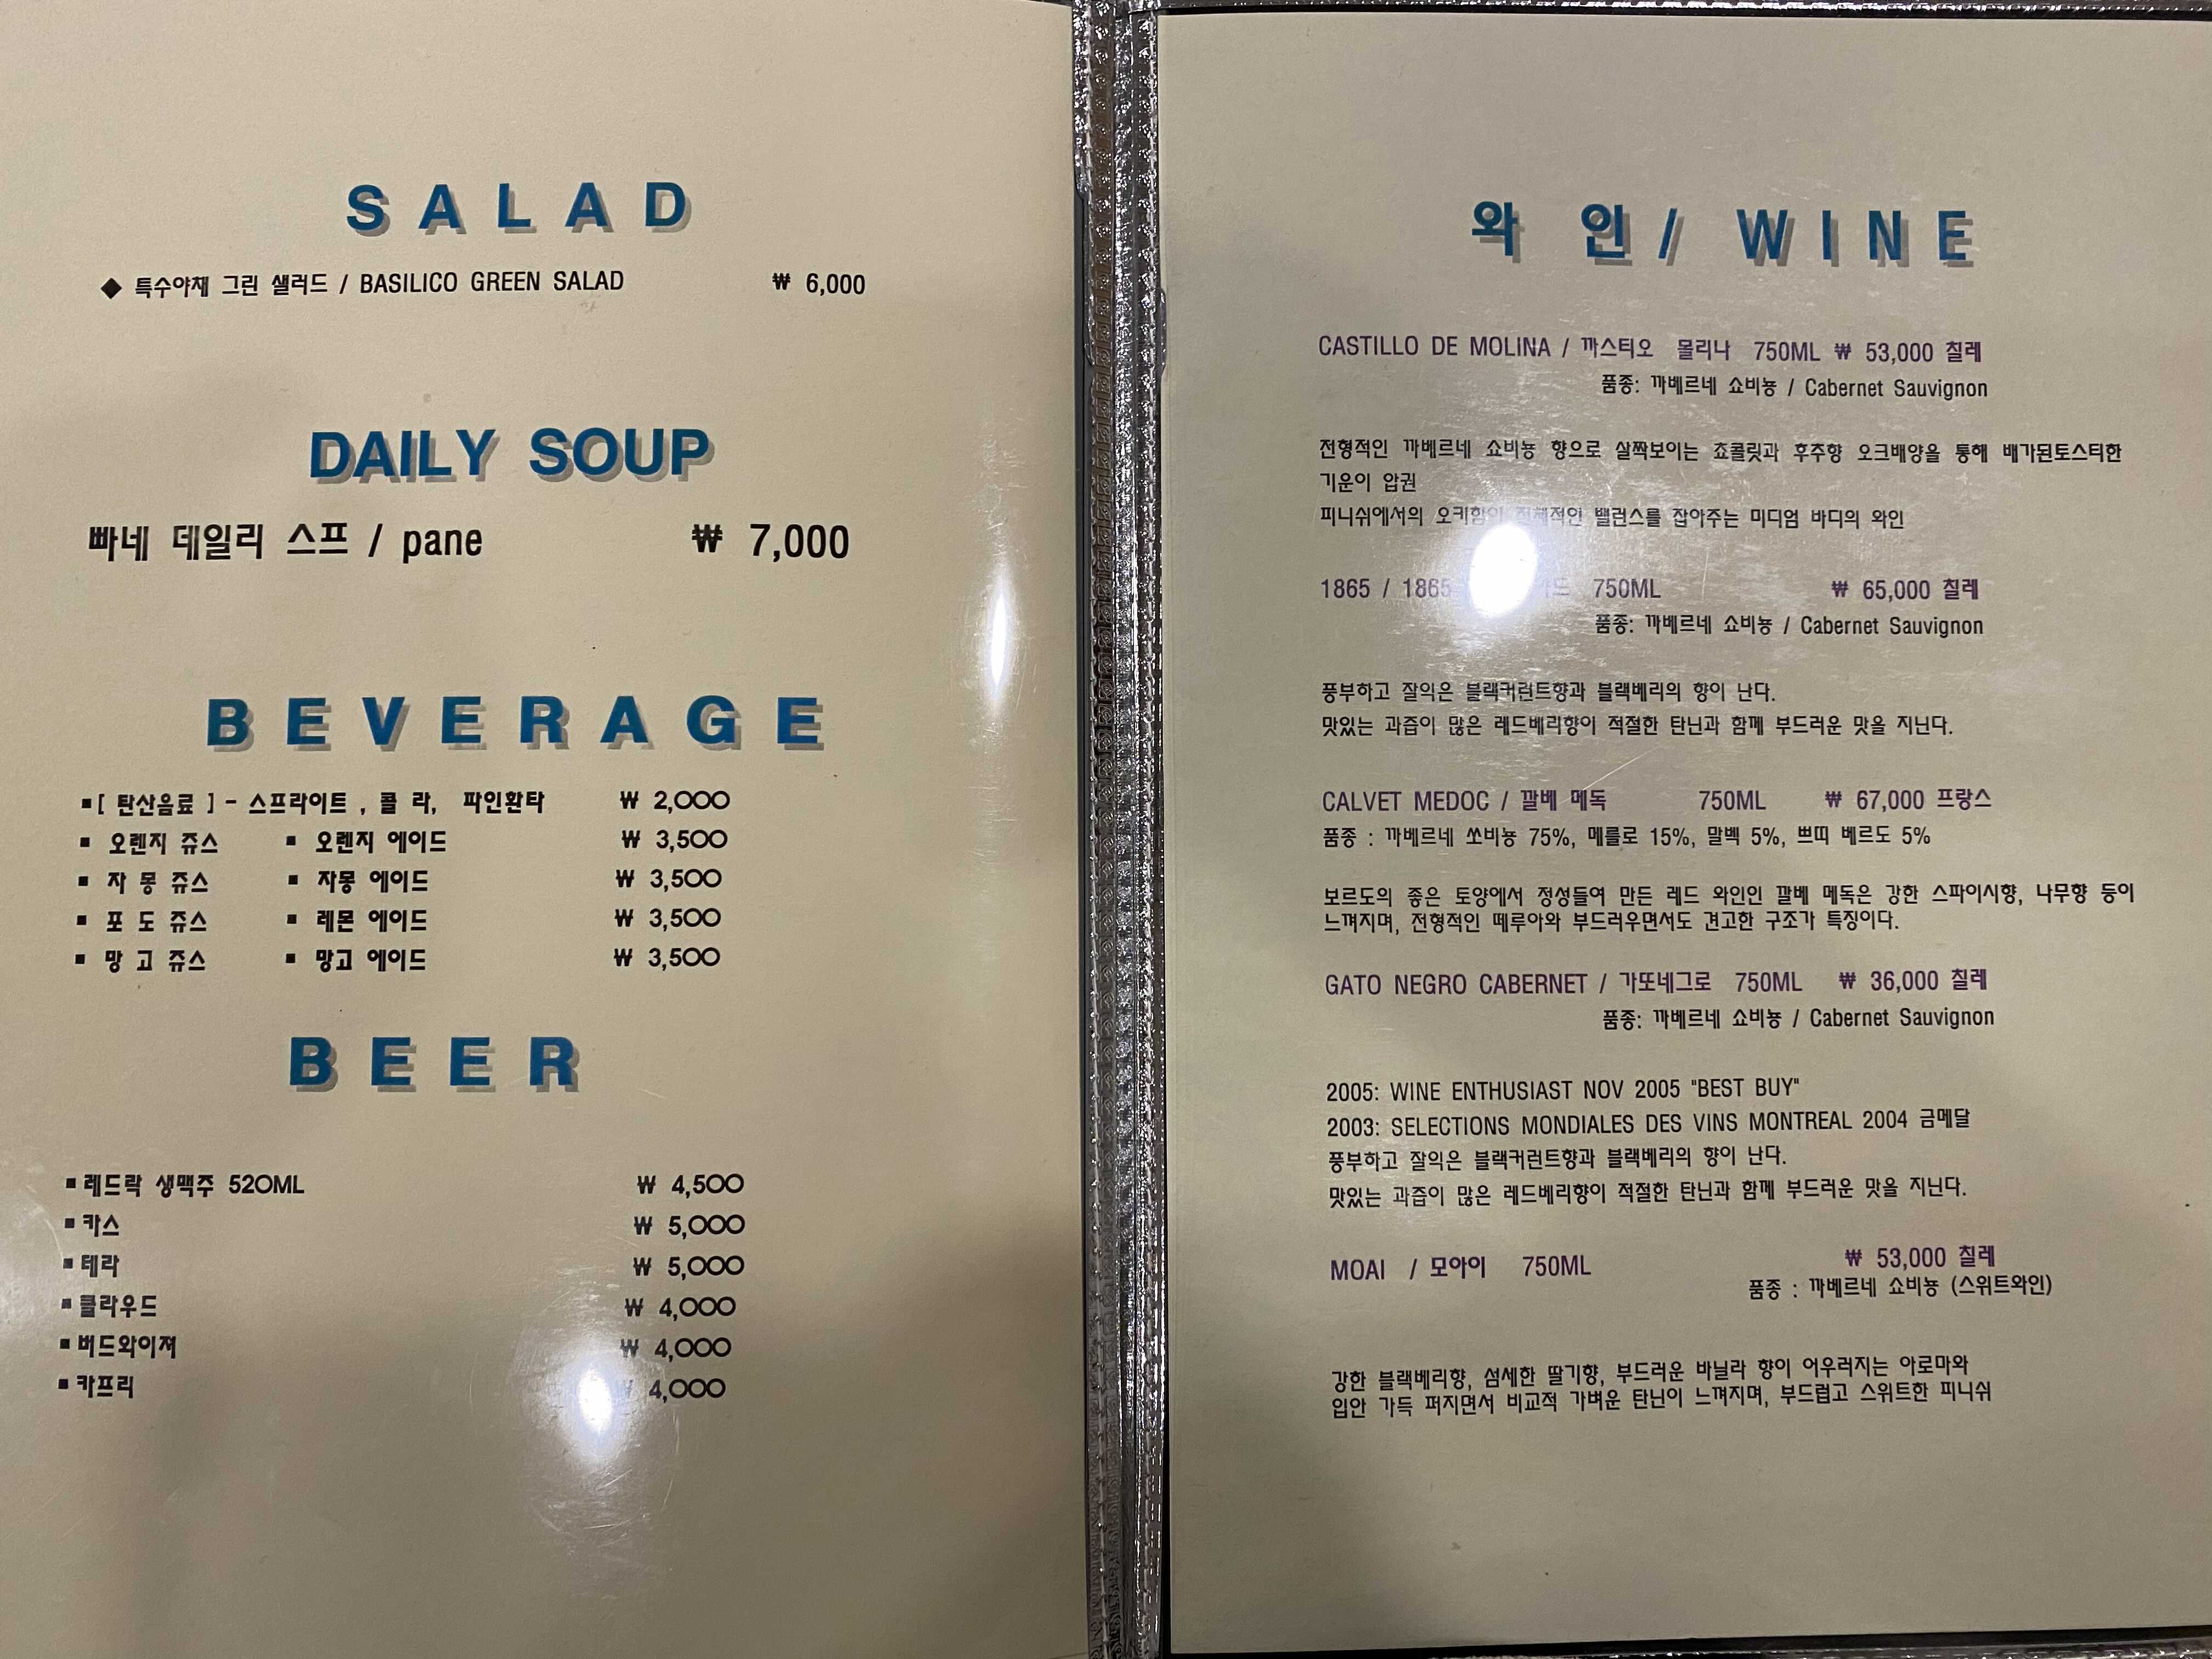 SALAD
◆ 특수야채 그린 샐러드 / BASILICO GREEN SALAD ₩ 6,000
DAILY SOUP
빠네 데일리 스프 / pane ₩ 7,000
BEVERAGE
▪[ 탄산음료 ] - 스프라이트 , 콜 라, 파인환타 ₩ 2,000
▪ 오렌지 쥬스 ▪ 오렌지 에이드 ₩ 3,500
▪ 자 몽 쥬스 ▪ 자몽 에이드 ₩ 3,500
▪ 포 도 쥬스 ▪ 레몬 에이드 ₩ 3,500
▪ 망 고 쥬스 ▪ 망고 에이드 ₩ 3,500
BEER
▪레드락 생맥주 520ML ₩ 4,500
▪카스 ₩ 5,000
▪테라 ₩ 5,000
▪클라우드 ₩ 4,000
▪버드와이져 ₩ 4,000
▪카프리 ₩ 4,000
와 인/ WINE
CASTILLO DE MOLINA / 까스티오 몰리나 750ML ₩ 53,000 칠레
품종: 까베르네 쇼비뇽 / Cabernet Sauvignon
전형적인 까베르네 쇼비뇽 향으로 살짝보이는 쵸콜릿과 후주향 오크배양을 통해 배가된토스티한
기운이 압권
피니쉬에서의 전체적인 밸런스를 잡아주는 미디엄 바디의 와인
1865 / 1865 750ML ₩ 65,000 칠레
품종: 까베르네 쇼비뇽 / Cabernet Sauvignon
풍부하고 잘익은 블랙커런트향과 블랙베리의 향이 난다.
맛있는 과즙이 많은 레드베리향이 적절한 탄닌과 함께 부드러운 맛을 지닌다.
CALVET MEDOC / 깔베 메독 750ML ₩ 67,000 프랑스
품종 : 까베르네 쏘비뇽 75%, 메를로 15%, 말벡 5%, 쁘띠 베르도 5%
보르도의 좋은 토양에서 정성들여 만든 레드 와인인 깔베 메독은 강한 스파이시향, 나무향 등이
느껴지며, 전형적인 떼루아와 부드러우면서도 견고한 구조가 특징이다.
GATO NEGRO CABERNET / 가또네그로 750ML ₩ 36,000 칠레
품종: 까베르네 쇼비뇽 / Cabernet Sauvignon
2005: WINE ENTHUSIAST NOV 2005 "BEST BUY"
2003: SELECTIONS MONDIALES DES VINS MONTREAL 2004 금메달
풍부하고 잘익은 블랙커런트향과 블랙베리의 향이 난다.
맛있는 과즙이 많은 레드베리향이 적절한 탄닌과 함께 부드러운 맛을 지닌다.
MOAI / 모아이 750ML ₩ 53,000 칠레
품종 : 까베르네 쇼비뇽 (스위트와인)
강한 블랙베리향, 섬세한 딸기향, 부드러운 바닐라 향이 어우러지는 아로마와
입안 가득 퍼지면서 비교적 가벼운 탄닌이 느껴지며, 부드럽고 스위트한 피니쉬